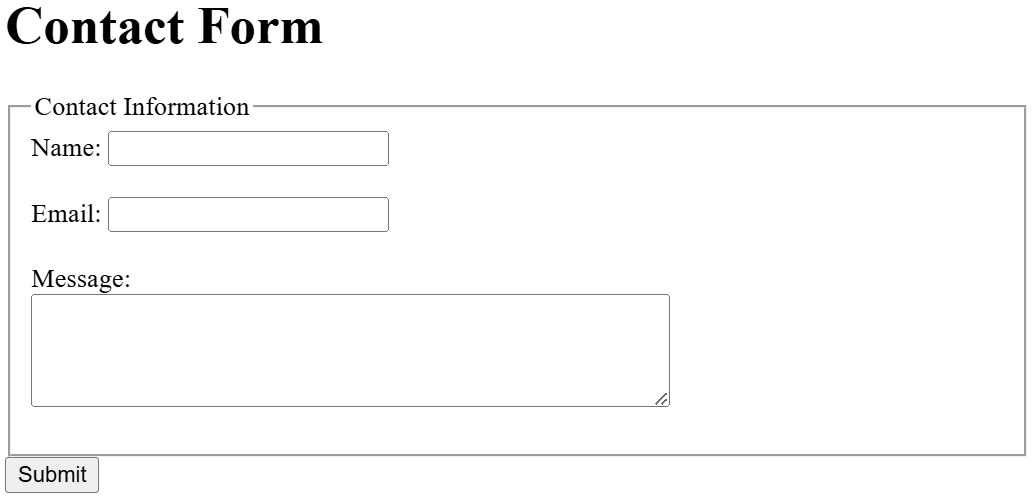 Contact Form
Contact Information
Name:
Email:
Message:
Submit